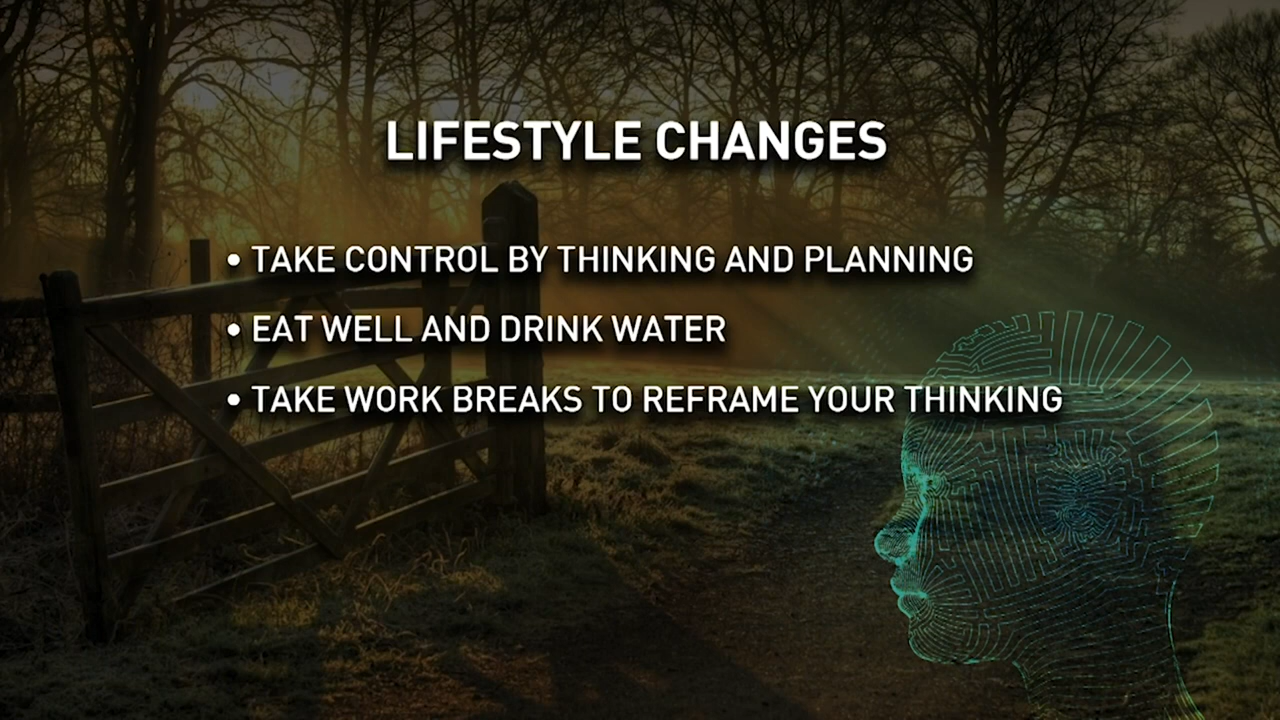 LIFESTYLE CHANGES
• TAKE CONTROL BY THINKING AND PLANNING
• EAT WELL AND DRINK WATER
• TAKE WORK BREAKS TO REFRAME YOUR THINKING